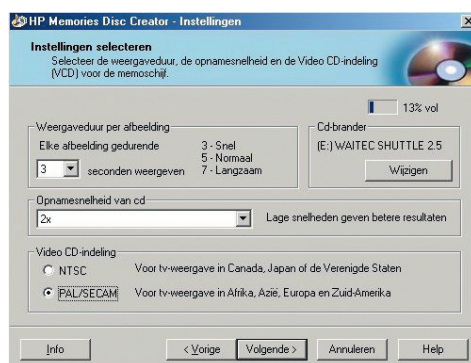 HP Memories Disc Creator - Instellingen
Instellingen selecteren
Selecteer de weergaveduur, de opnamesnelheid en de Video CD-indeling
(VCD) voor de memoschijf.
13% vol
Weergaveduur per afbeelding
Elke afbeelding gedurende
3 - Snel
5 - Normaal
7 - Langzaam
3 seconden weergeven
Cd-brander
(E:) WAITEC SHUTTLE 2.5
Wijzigen
Opnamesnelheid van cd
2x
Lage snelheden geven betere resultaten
Video CD-indeling
NTSC Voor tv-weergave in Canada, Japan of de Verenigde Staten
PAL/SECAM Voor tv-weergave in Afrika, Azië, Europa en Zuid-Amerika
Info < Vorige Volgende > Annuleren Help